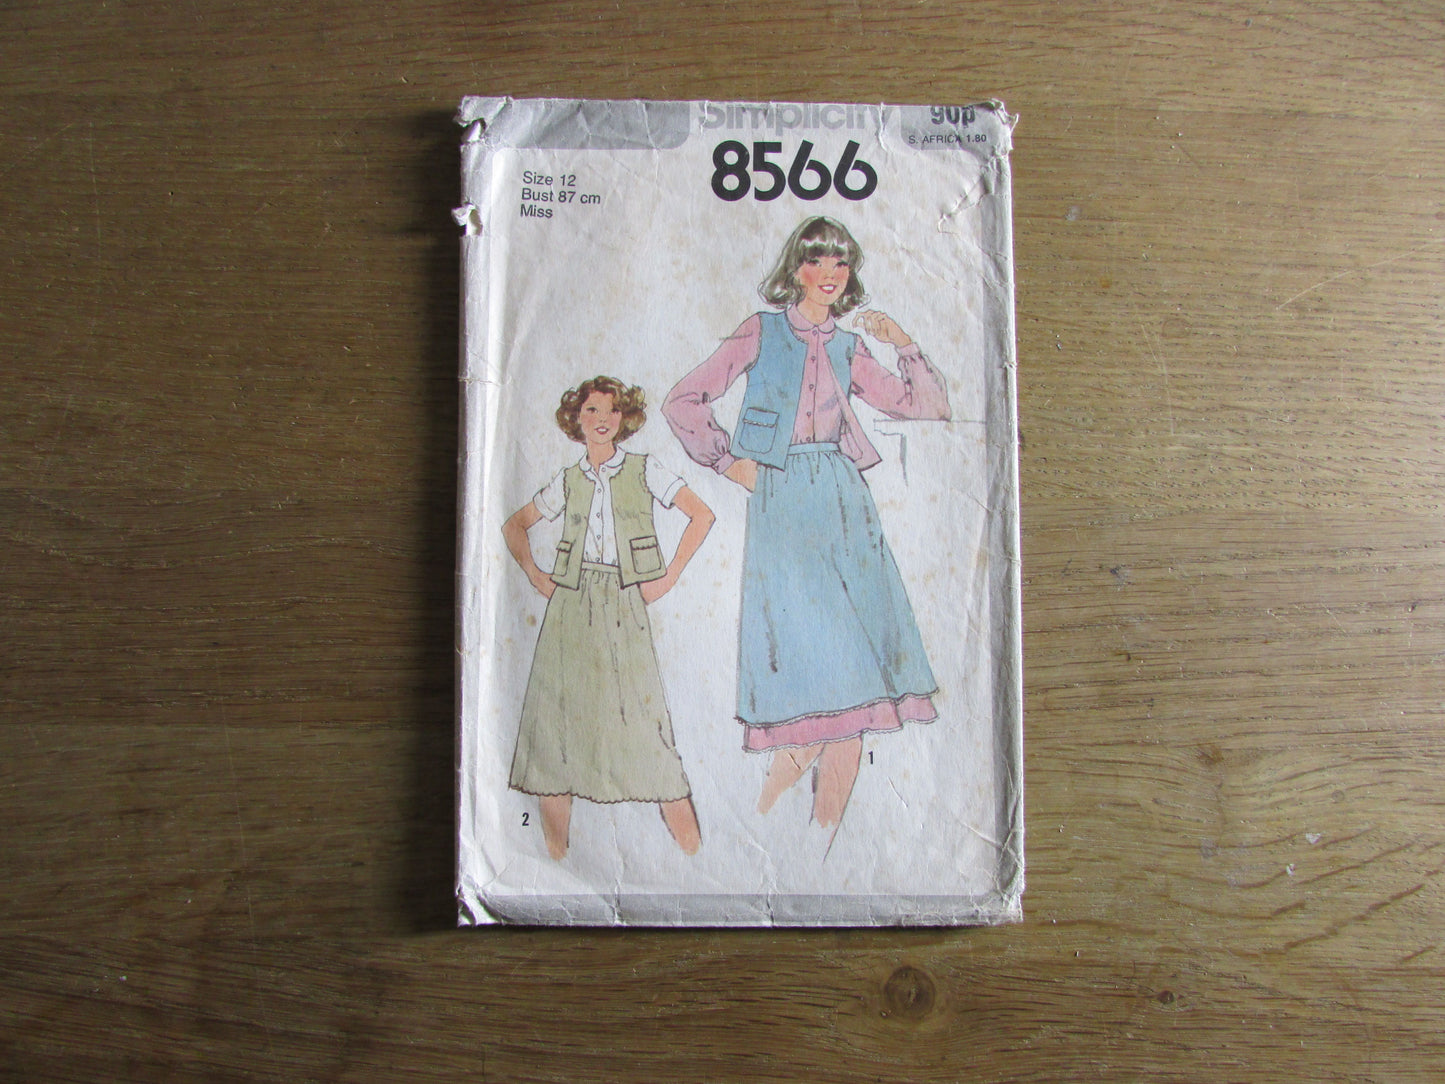 Simplicity
90p
S. AFRICA 1.80
8566
Size 12
Bust 87 cm
Miss
1
2